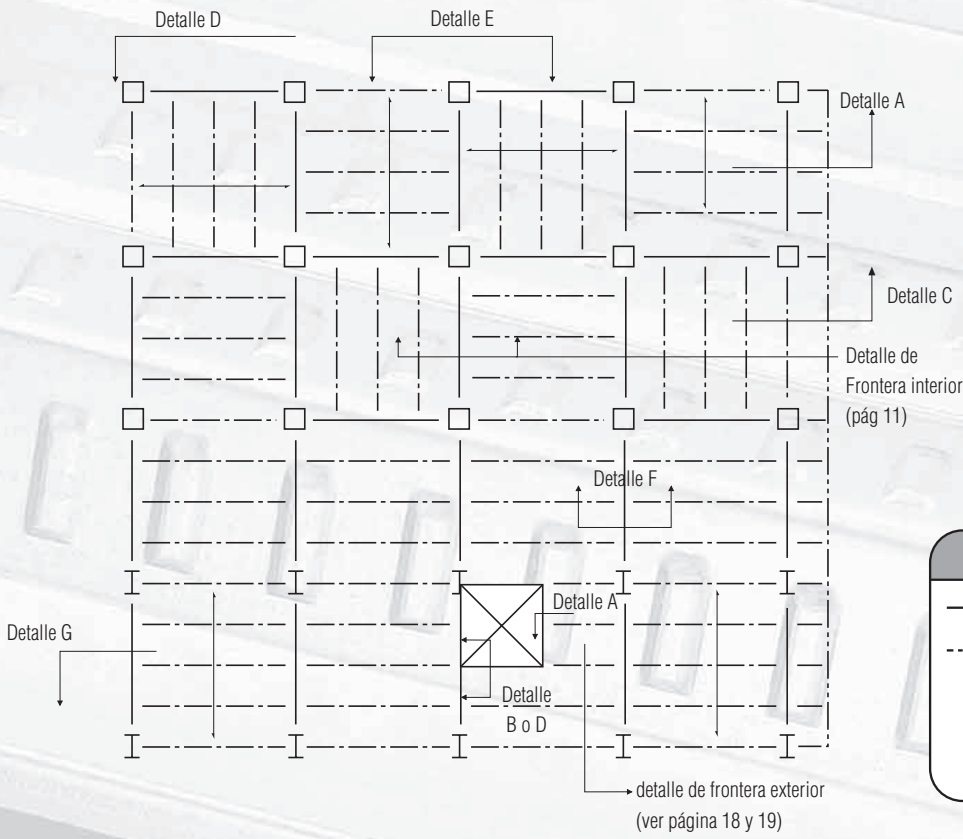 Detalle D
Detalle E
Detalle A
Detalle C
Detalle de
Frontera interior
(pág 11)
Detalle F
Detalle A
Detalle G
Detalle
B o D
detalle de frontera exterior
(ver página 18 y 19)